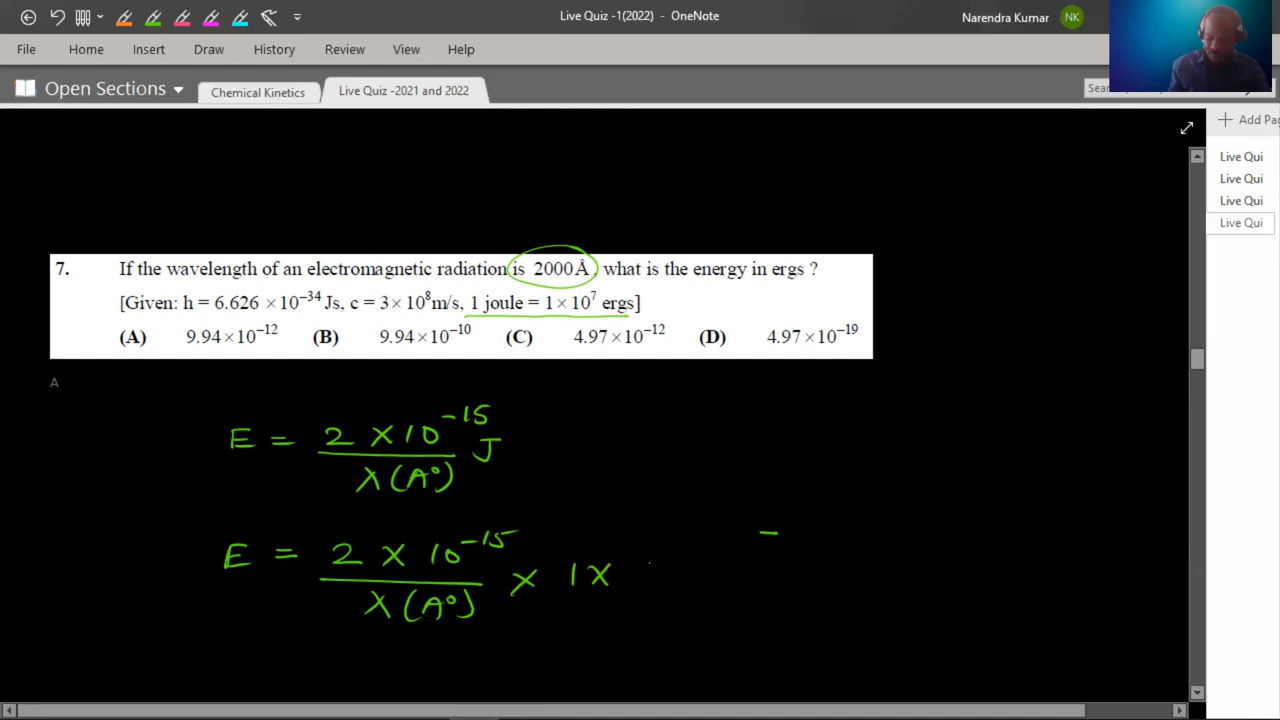 Live Quiz -1(2022) - OneNote
Narendra Kumar NK
File Home Insert Draw History Review View Help
Open Sections Chemical Kinetics Live Quiz -2021 and 2022
Add Pa
Live Qui
Live Qui
Live Qui
Live Qui
7. If the wavelength of an electromagnetic radiation is 2000Å, what is the energy in ergs ?
[Given: h = 6.626 ×10⁻³⁴ Js, c = 3× 10⁸m/s, 1 joule = 1× 10⁷ ergs]
(A) 9.94×10⁻¹² (B) 9.94×10⁻¹⁰ (C) 4.97×10⁻¹² (D) 4.97×10⁻¹⁹
A
E = 2 × 10⁻¹⁵ / λ(A°) J
E = 2 × 10⁻¹⁵ / λ(A°) × 1×